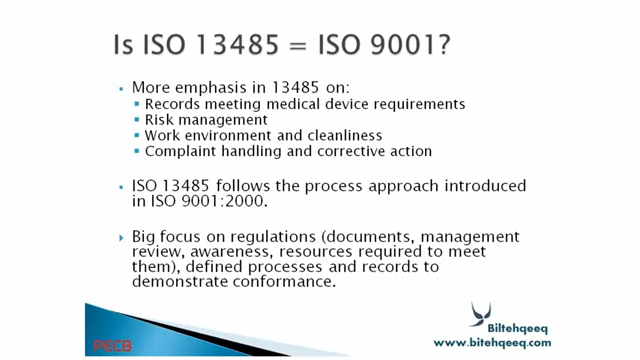 Is ISO 13485 = ISO 9001?
More emphasis in 13485 on:
Records meeting medical device requirements
Risk management
Work environment and cleanliness
Complaint handling and corrective action
ISO 13485 follows the process approach introduced
in ISO 9001:2000.
Big focus on regulations (documents, management
review, awareness, resources required to meet
them), defined processes and records to
demonstrate conformance.
Biltehqeeq
PECB
www.bitehqeeq.com